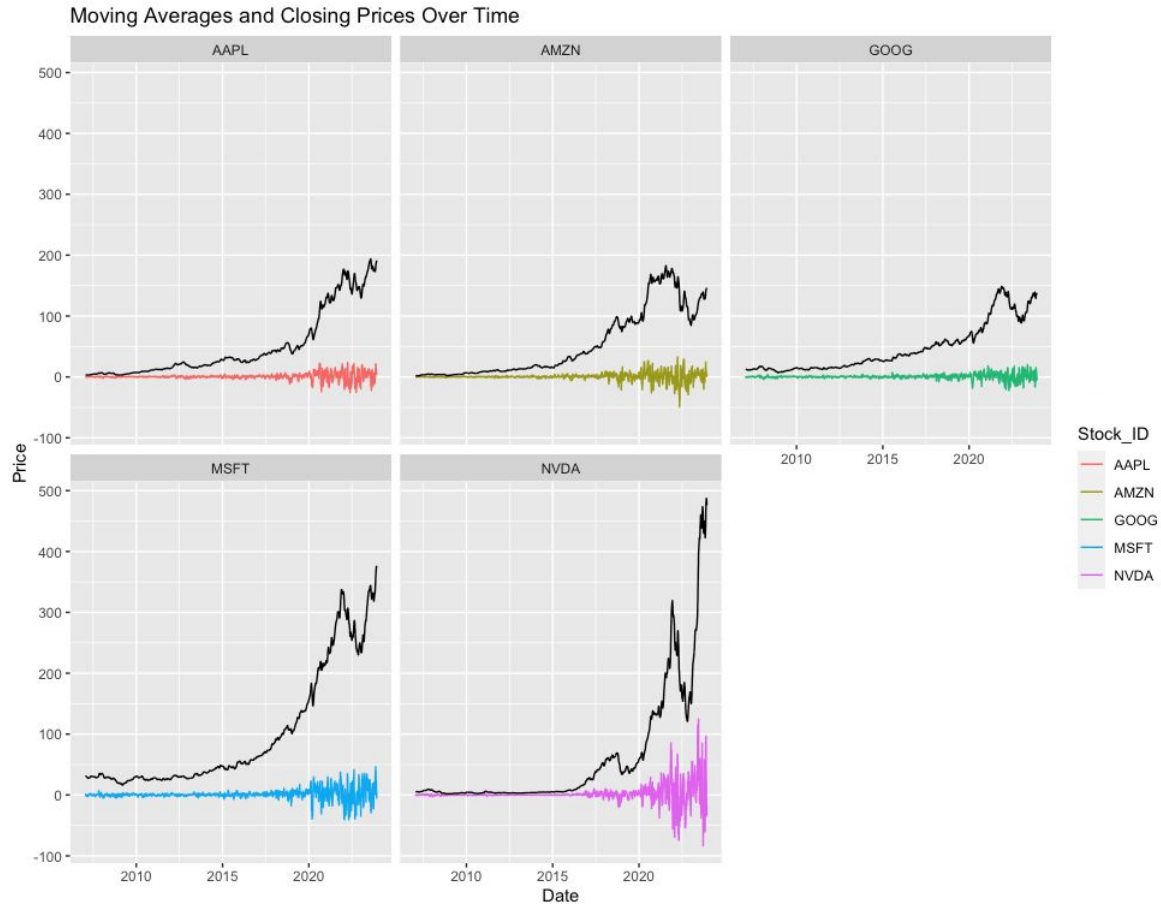 Moving Averages and Closing Prices Over Time
AAPL
AMZN
GOOG
500
400
300
200
100
0
-100
2010
2015
2020
MSFT
NVDA
500
400
300
200
100
0
-100
2010
2015
2020
2010
2015
2020
Price
Date
Stock_ID
AAPL
AMZN
GOOG
MSFT
NVDA